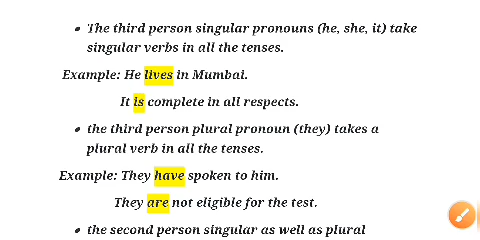 • The third person singular pronouns (he, she, it) take
singular verbs in all the tenses.
Example: He lives in Mumbai.
It is complete in all respects.
• the third person plural pronoun (they) takes a
plural verb in all the tenses.
Example: They have spoken to him.
They are not eligible for the test.
• the second person singular as well as plural